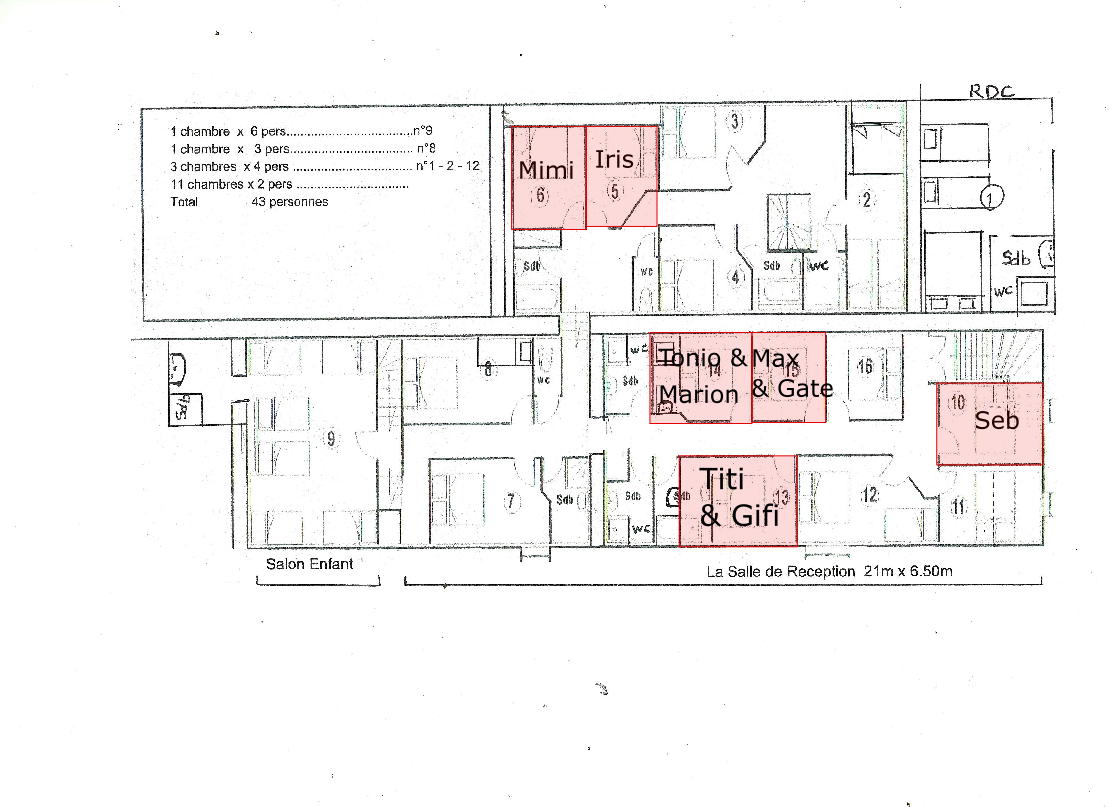 RDC
1 chambre x 6 pers....................................n°9
1 chambre x 3 pers................................... n°8
3 chambres x 4 pers .................................. n°1 - 2 - 12
11 chambres x 2 pers ................................
Total 43 personnes
3
Mimi
6
Iris
5
2
1
Sdb
wc
4
Sdb
wc
Sdb
wc
9
8
wc
wc
Sdb
Tonio &
Marion
14
Max
& Gate
15
16
10
Seb
7
Sdb
Sdb
wc
Sdb
Titi
& Gifi
13
12
11
Salon Enfant
La Salle de Reception 21m x 6.50m